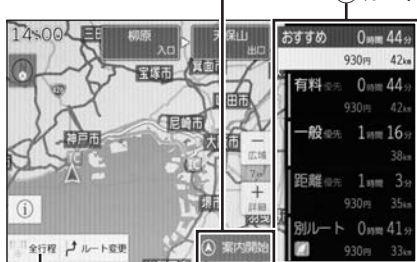 14:00
柳原
入口
天保山
出口
宝塚市
尼崎市
神戸市
広域
詳細
全行程
ルート変更
案内開始
おすすめ 0時間44分
930円 42km
有料優先 0時間44分
930円 42km
一般優先 1時間16分
38km
距離優先 1時間 3分
930円 35km
別ルート 0時間41分
930円 33km